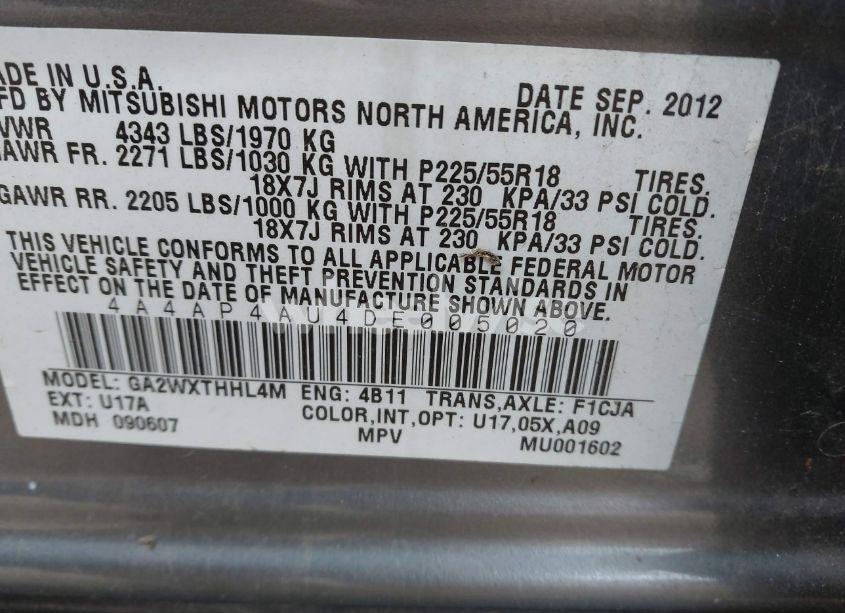 ADE IN U.S.A. DATE SEP. 2012
FD BY MITSUBISHI MOTORS NORTH AMERICA, INC.
VWR 4343 LBS/1970 KG
AWR FR. 2271 LBS/1030 KG WITH P225/55R18 TIRES.
18X7J RIMS AT 230 KPA/33 PSI COLD.
GAWR RR. 2205 LBS/1000 KG WITH P225/55R18 TIRES.
18X7J RIMS AT 230 KPA/33 PSI COLD.
THIS VEHICLE CONFORMS TO ALL APPLICABLE FEDERAL MOTOR
VEHICLE SAFETY AND THEFT PREVENTION STANDARDS IN
EFFECT ON THE DATE OF MANUFACTURE SHOWN ABOVE.
4A4AP4AU4DE005020
MODEL: GA2WXTHHL4M ENG: 4B11 TRANS,AXLE: F1CJA
EXT: U17A COLOR,INT,OPT: U17,05X,A09
MDH 090607 MPV MU001602